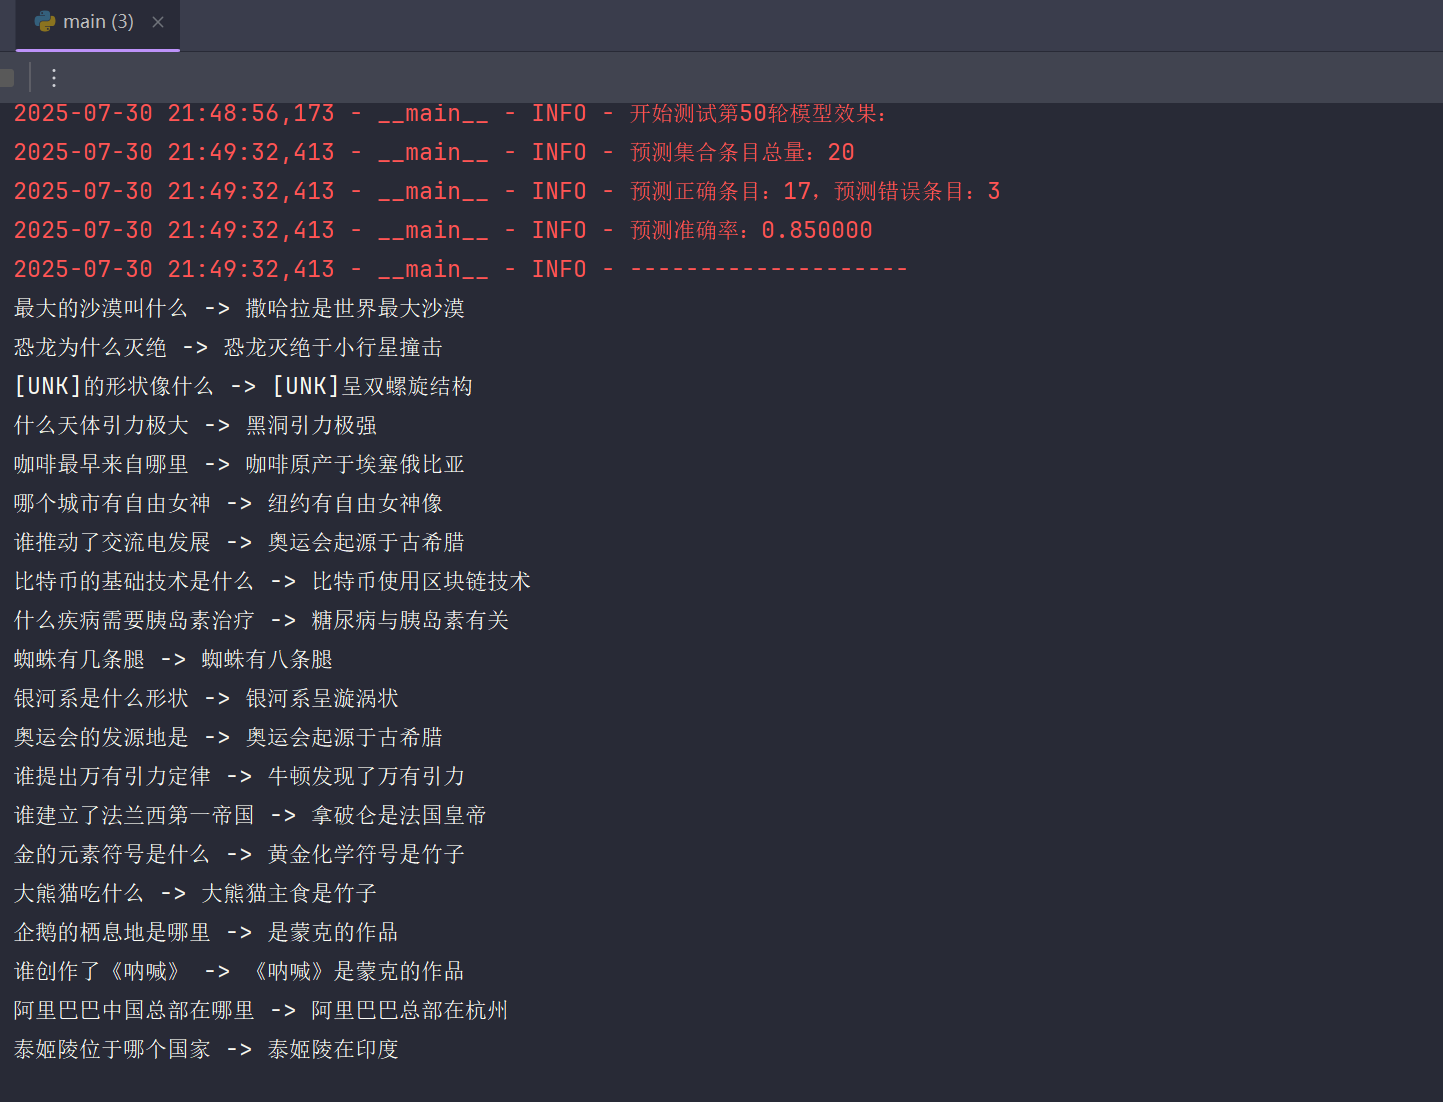 main (3)
2025-07-30 21:48:56,173 - __main__ - INFO - 开始测试第50轮模型效果：
2025-07-30 21:49:32,413 - __main__ - INFO - 预测集合条目总量：20
2025-07-30 21:49:32,413 - __main__ - INFO - 预测正确条目：17，预测错误条目：3
2025-07-30 21:49:32,413 - __main__ - INFO - 预测准确率：0.850000
2025-07-30 21:49:32,413 - __main__ - INFO - --------------------
最大的沙漠叫什么 -> 撒哈拉是世界最大沙漠
恐龙为什么灭绝 -> 恐龙灭绝于小行星撞击
[UNK]的形状像什么 -> [UNK]呈双螺旋结构
什么天体引力极大 -> 黑洞引力极强
咖啡最早来自哪里 -> 咖啡原产于埃塞俄比亚
哪个城市有自由女神 -> 纽约有自由女神像
谁推动了交流电发展 -> 奥运会起源于古希腊
比特币的基础技术是什么 -> 比特币使用区块链技术
什么疾病需要胰岛素治疗 -> 糖尿病与胰岛素有关
蜘蛛有几条腿 -> 蜘蛛有八条腿
银河系是什么形状 -> 银河系呈漩涡状
奥运会的发源地是 -> 奥运会起源于古希腊
谁提出万有引力定律 -> 牛顿发现了万有引力
谁建立了法兰西第一帝国 -> 拿破仑是法国皇帝
金的元素符号是什么 -> 黄金化学符号是竹子
大熊猫吃什么 -> 大熊猫主食是竹子
企鹅的栖息地是哪里 -> 是蒙克的作品
谁创作了《呐喊》 -> 《呐喊》是蒙克的作品
阿里巴巴中国总部在哪里 -> 阿里巴巴总部在杭州
泰姬陵位于哪个国家 -> 泰姬陵在印度